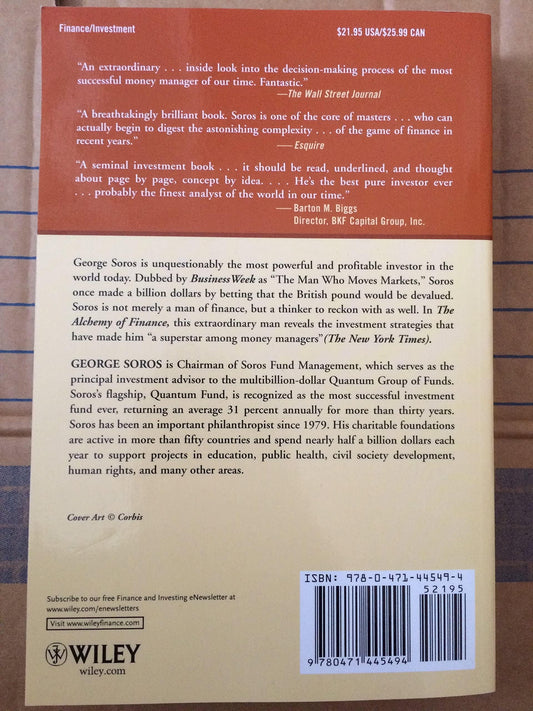 Finance/Investment
$21.95 USA/$25.99 CAN
“An extraordinary . . . inside look into the decision-making process of the most
successful money manager of our time. Fantastic.”
—The Wall Street Journal
“A breathtakingly brilliant book. Soros is one of the core of masters . . . who can
actually begin to digest the astonishing complexity . . . of the game of finance in
recent years.”
— Esquire
“A seminal investment book . . . it should be read, underlined, and thought
about page by page, concept by idea. . . . He’s the best pure investor ever
. . . probably the finest analyst of the world in our time.”
— Barton M. Biggs
Director, BKF Capital Group, Inc.
George Soros is unquestionably the most powerful and profitable investor in the
world today. Dubbed by BusinessWeek as “The Man Who Moves Markets,” Soros
once made a billion dollars by betting that the British pound would be devalued.
Soros is not merely a man of finance, but a thinker to reckon with as well. In The
Alchemy of Finance, this extraordinary man reveals the investment strategies that
have made him “a superstar among money managers” (The New York Times).
GEORGE SOROS is Chairman of Soros Fund Management, which serves as the
principal investment advisor to the multibillion-dollar Quantum Group of Funds.
Soros’s flagship, Quantum Fund, is recognized as the most successful investment
fund ever, returning an average 31 percent annually for more than thirty years.
Soros has been an important philanthropist since 1979. His charitable foundations
are active in more than fifty countries and spend nearly half a billion dollars each
year to support projects in education, public health, civil society development,
human rights, and many other areas.
Cover Art © Corbis
Subscribe to our free Finance and Investing eNewsletter at
www.wiley.com/enewsletters
Visit www.wileyfinance.com
WILEY
wiley.com
ISBN: 978-0-471-44549-4
52195
9 780471 445494